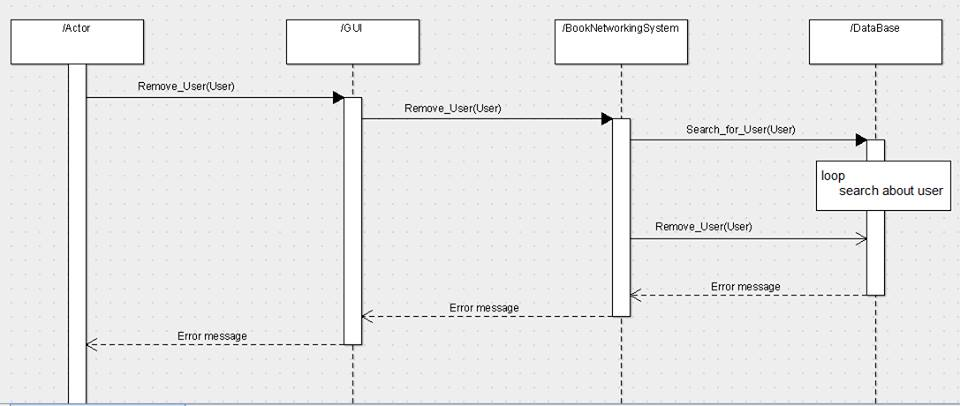 /Actor
/GUI
/BookNetworkingSystem
/DataBase
Remove_User(User)
Remove_User(User)
Search_for_User(User)
loop
search about user
Remove_User(User)
Error message
Error message
Error message